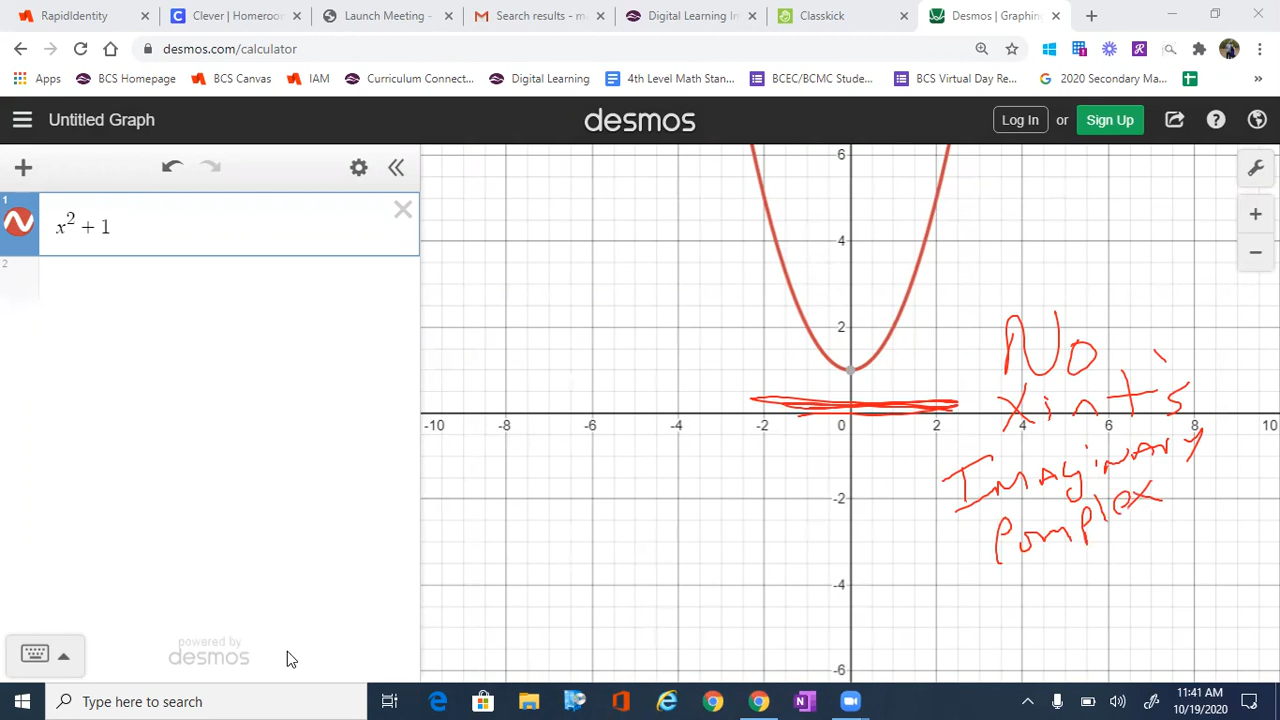 RapidIdentity
Clever | Homeroom
Launch Meeting -
Search results - m
Digital Learning In
Classkick
Desmos | Graphing
desmos.com/calculator
Apps
BCS Homepage
BCS Canvas
IAM
Curriculum Connect...
Digital Learning
4th Level Math Stan...
BCEC/BCMC Stude...
BCS Virtual Day Re...
2020 Secondary Ma...
»
Untitled Graph
desmos
Log In or Sign Up
1
x² + 1
2
6
4
2
-10 -8 -6 -4 -2 0 2 4 6 8 10
-2
-4
-6
No
x int's
Imaginary
complex
powered by
desmos
Type here to search
11:41 AM
10/19/2020